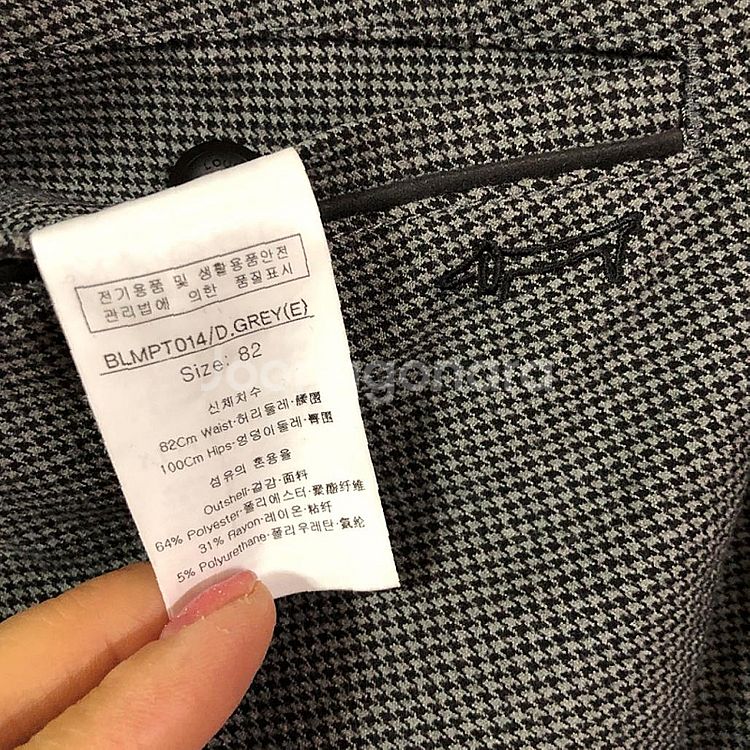 전기용품 및 생활용품안전
관리법에 의한 품질표시
BLMPT014/D.GREY(E)
Size: 82
신체치수
82Cm Waist·허리둘레·腰围
100Cm Hips·엉덩이둘레·臀围
섬유의 혼용율
Outshell·겉감·面料
64% Polyester·폴리에스터·聚酯纤维
31% Rayon·레이온·粘纤
5% Polyurethane·폴리우레탄·氨纶